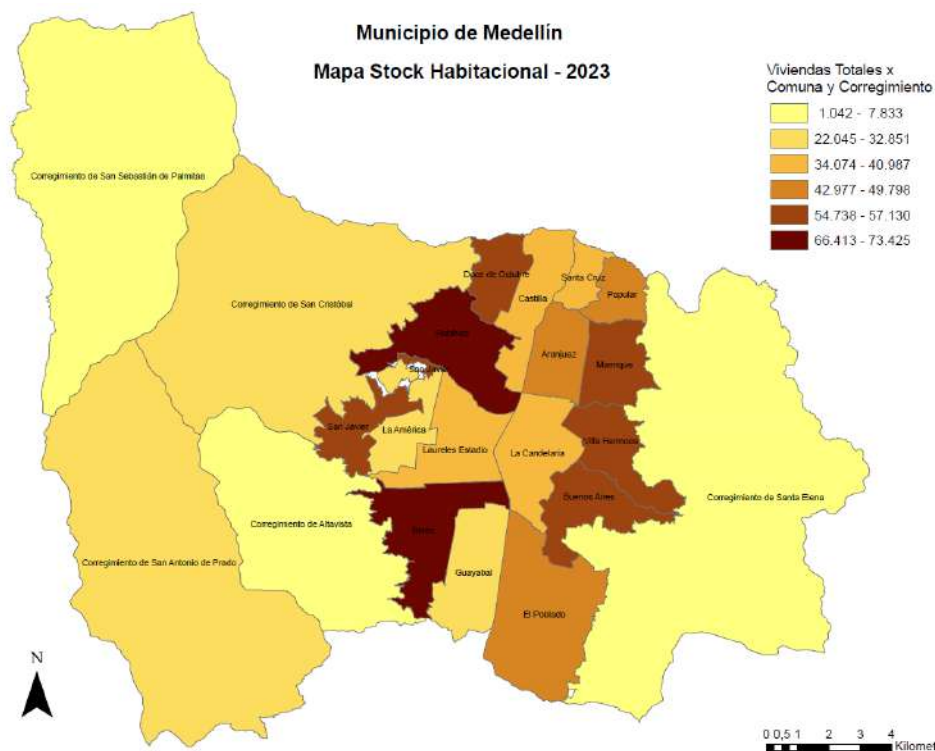 Municipio de Medellín
Mapa Stock Habitacional - 2023
Viviendas Totales x
Comuna y Corregimiento
1.042 - 7.833
22.045 - 32.851
34.074 - 40.987
42.977 - 49.798
54.738 - 57.130
66.413 - 73.425
Corregimiento de San Sebastián de Palmitas
Corregimiento de San Cristóbal
Doce de Octubre
Castilla
Santa Cruz
Popular
Aranjuez
Manrique
San Javier
La América
Laureles Estadio
La Candelaria
Villa Hermosa
Buenos Aires
Corregimiento de Santa Elena
Corregimiento de Altavista
Corregimiento de San Antonio de Prado
Guayabal
El Poblado
N
0 0,5 1 2 3 4
Kilomet